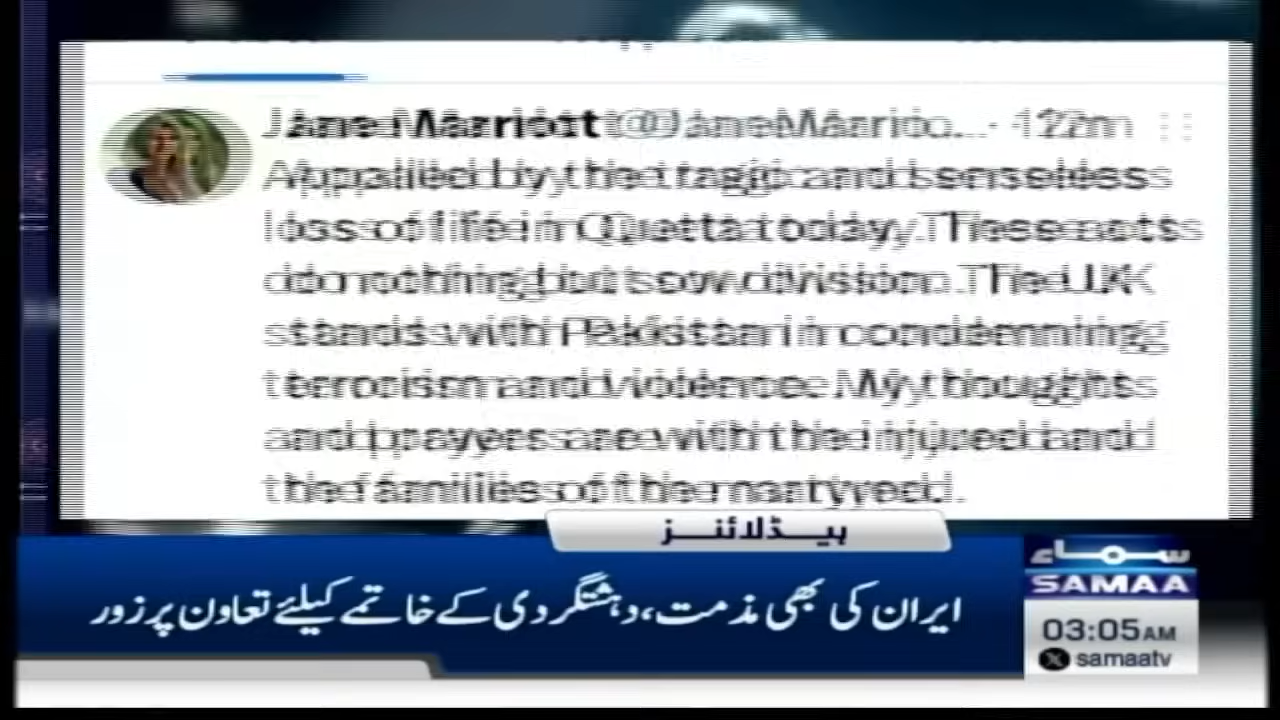 Jane Marriott @JaneMarrio... · 12m
Appalled by the tragic and senseless
loss of life in Quetta today. These acts
do nothing but sow division. The UK
stands with Pakistan in condemning
terrorism and violence. My thoughts
and prayers are with the injured and
the families of the martyred.
ہیڈلائنز
ایران کی بھی مذمت، دہشتگردی کے خاتمے کیلئے تعاون پر زور
سماء
SAMAA
03:05 AM
X samaatv